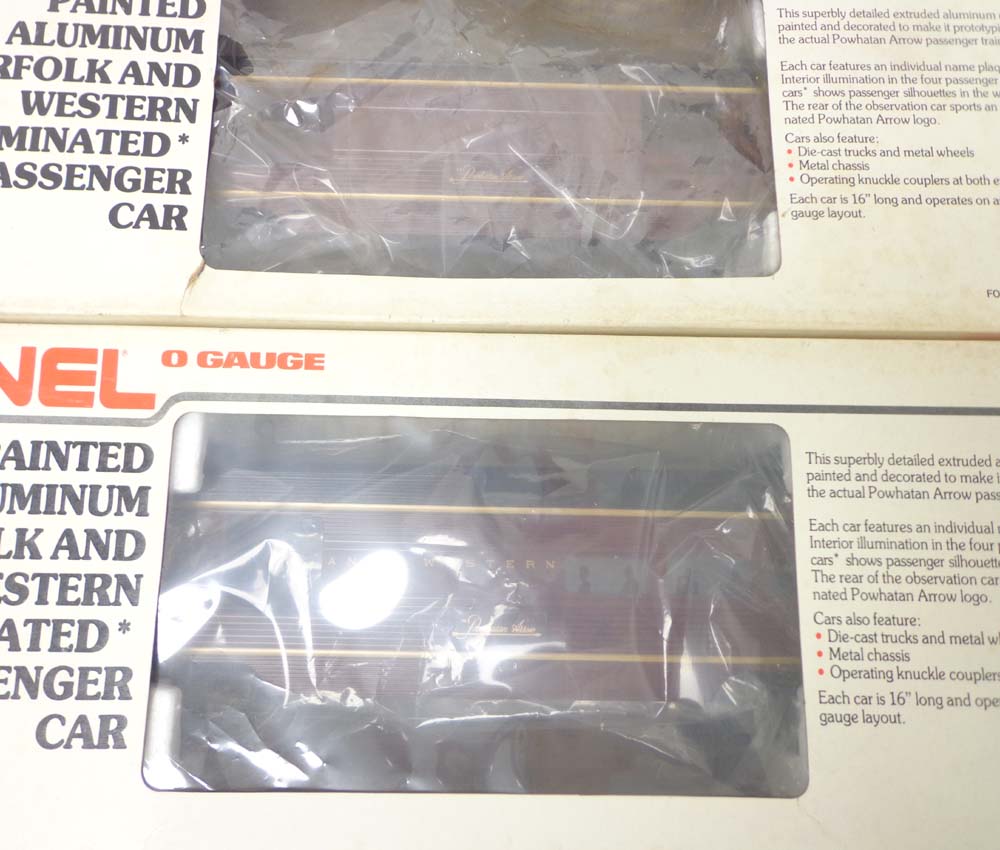 PAINTED
ALUMINUM
RFOLK AND
WESTERN
MINATED *
ASSENGER
CAR
Powhatan Arrow
This superbly detailed extruded aluminum
painted and decorated to make it prototypi
the actual Powhatan Arrow passenger trai
Each car features an individual name plaq
Interior illumination in the four passenger
cars* shows passenger silhouettes in the w
The rear of the observation car sports an
nated Powhatan Arrow logo.
Cars also feature:
• Die-cast trucks and metal wheels
• Metal chassis
• Operating knuckle couplers at both e
Each car is 16" long and operates on a
gauge layout.
FO
NEL O GAUGE
AINTED
UMINUM
LK AND
ESTERN
ATED *
ENGER
CAR
AN WESTERN
Powhatan Arrow
This superbly detailed extruded a
painted and decorated to make i
the actual Powhatan Arrow pass
Each car features an individual
Interior illumination in the four
cars* shows passenger silhouette
The rear of the observation car
nated Powhatan Arrow logo.
Cars also feature:
• Die-cast trucks and metal wh
• Metal chassis
• Operating knuckle couplers
Each car is 16" long and ope
gauge layout.